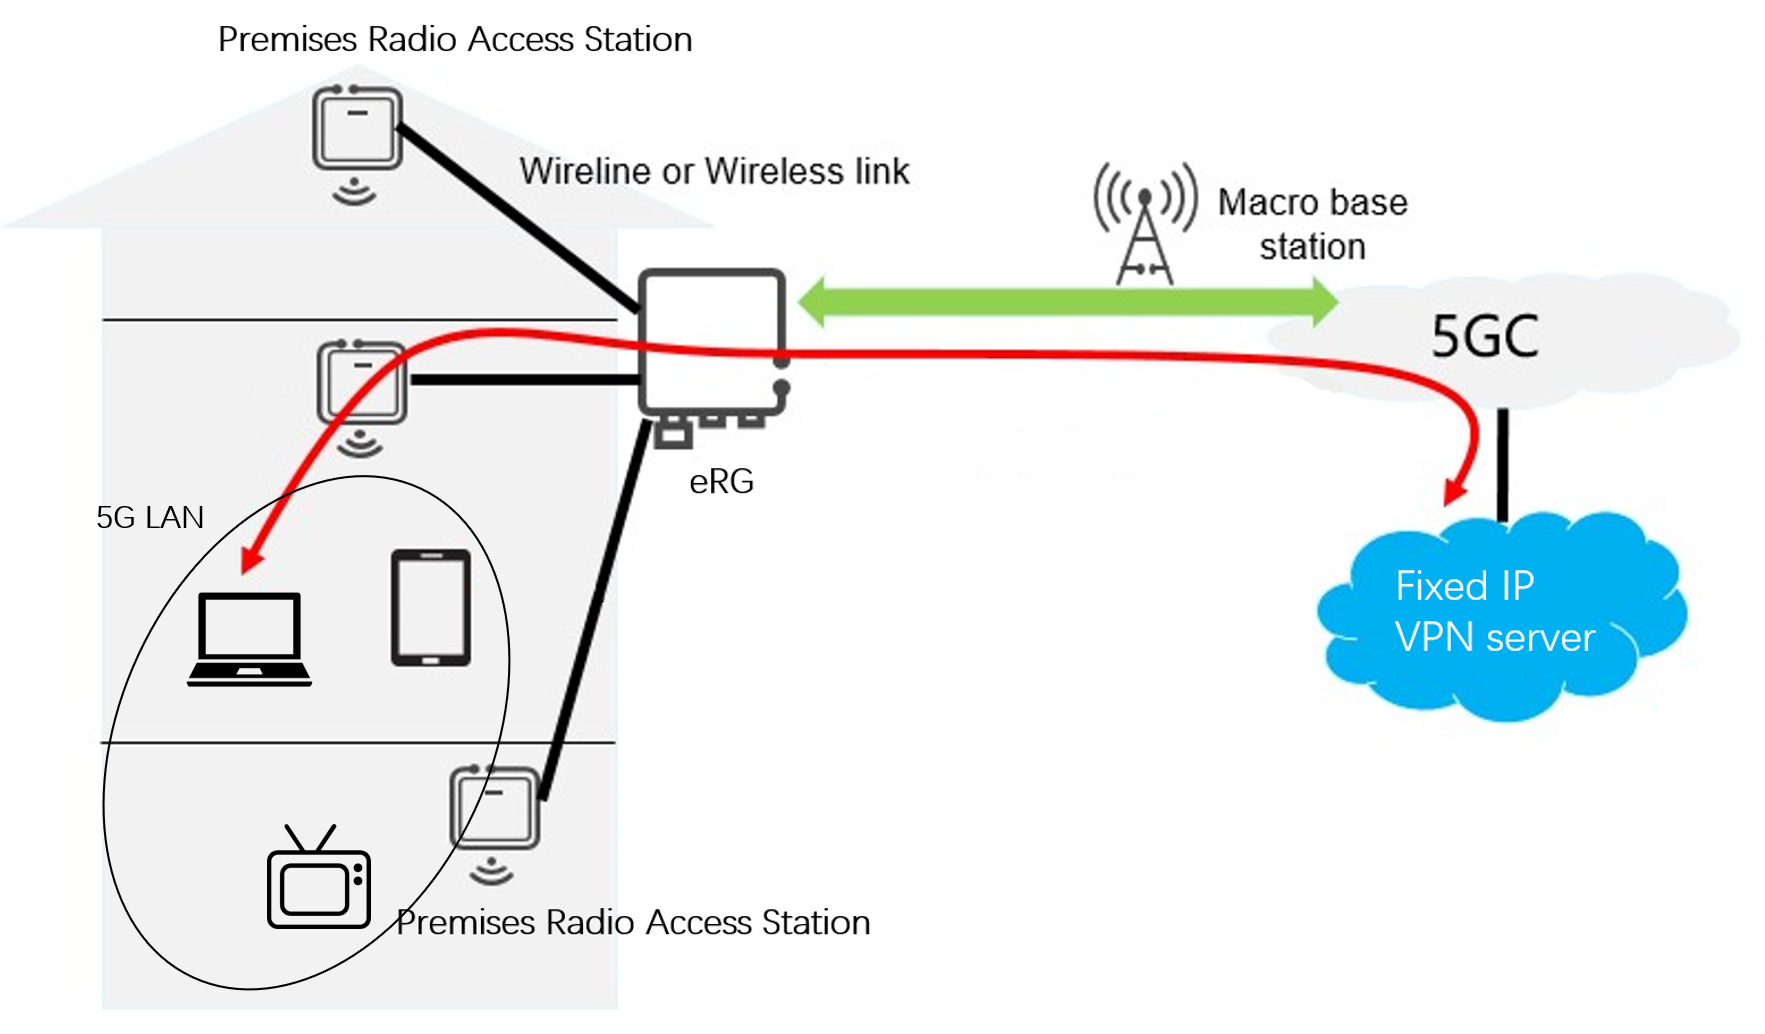 Premises Radio Access Station
Wireline or Wireless link
Macro base
station
5GC
eRG
5G LAN
Fixed IP
VPN server
Premises Radio Access Station